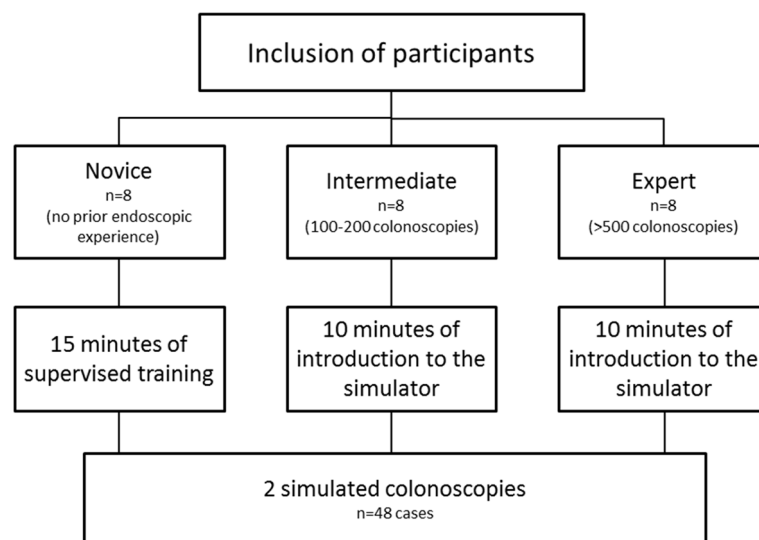 Inclusion of participants
Novice
n=8
(no prior endoscopic
experience)
Intermediate
n=8
(100-200 colonoscopies)
Expert
n=8
(>500 colonoscopies)
15 minutes of
supervised training
10 minutes of
introduction to the
simulator
10 minutes of
introduction to the
simulator
2 simulated colonoscopies
n=48 cases